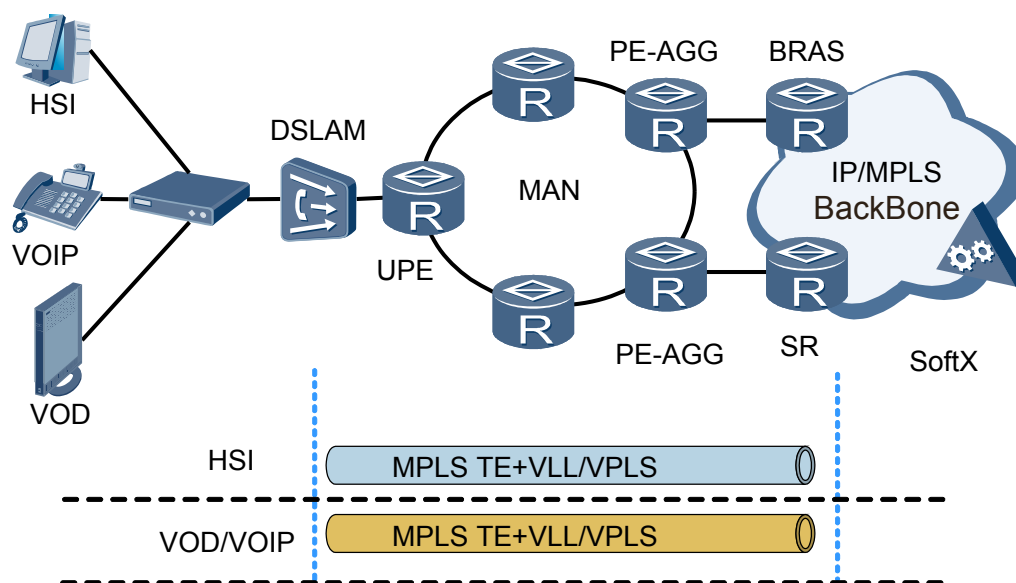 PE-AGG
BRAS
HSI
DSLAM
R
R
R
VOIP
R
MAN
IP/MPLS
BackBone
UPE
R
R
R
VOD
PE-AGG
SR
SoftX
HSI
MPLS TE+VLL/VPLS
VOD/VOIP
MPLS TE+VLL/VPLS